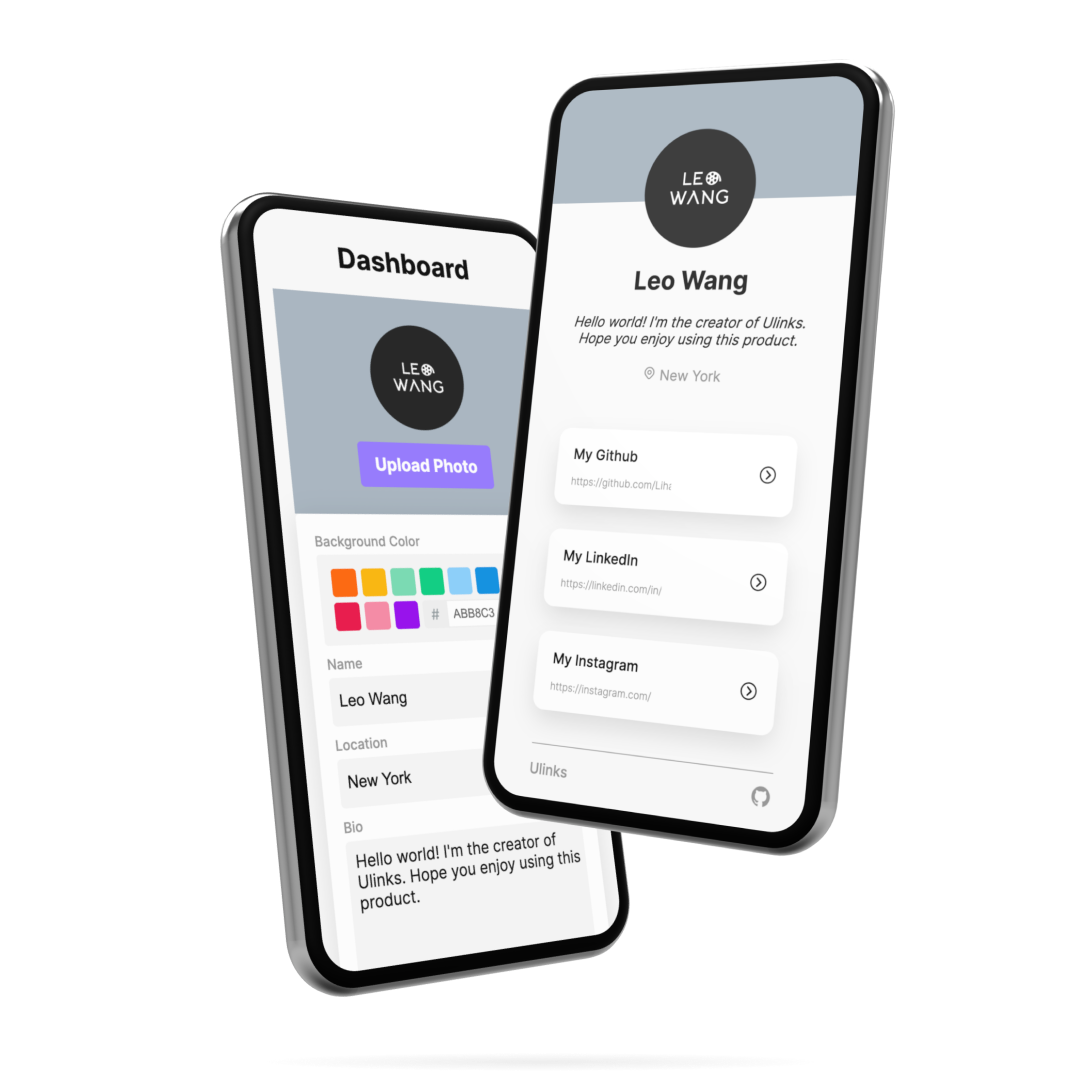 Dashboard
LEO
WANG
Upload Photo
Background Color
# ABB8C3
Name
Leo Wang
Location
New York
Bio
Hello world! I'm the creator of
Ulinks. Hope you enjoy using this
product.
LEO
WANG
Leo Wang
Hello world! I'm the creator of Ulinks.
Hope you enjoy using this product.
New York
My Github
https://github.com/Liha
My LinkedIn
https://linkedin.com/in/
My Instagram
https://instagram.com/
Ulinks